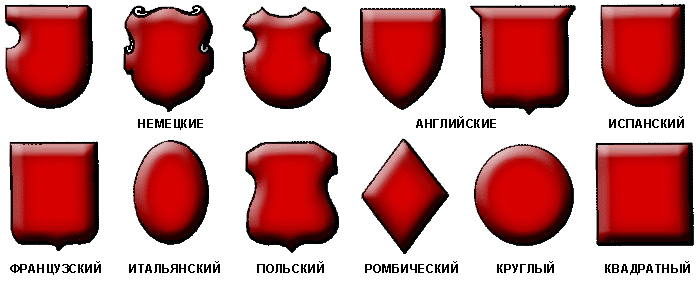 НЕМЕЦКИЕ АНГЛИЙСКИЕ ИСПАНСКИЙ
ФРАНЦУЗСКИЙ ИТАЛЬЯНСКИЙ ПОЛЬСКИЙ РОМБИЧЕСКИЙ КРУГЛЫЙ КВАДРАТНЫЙ